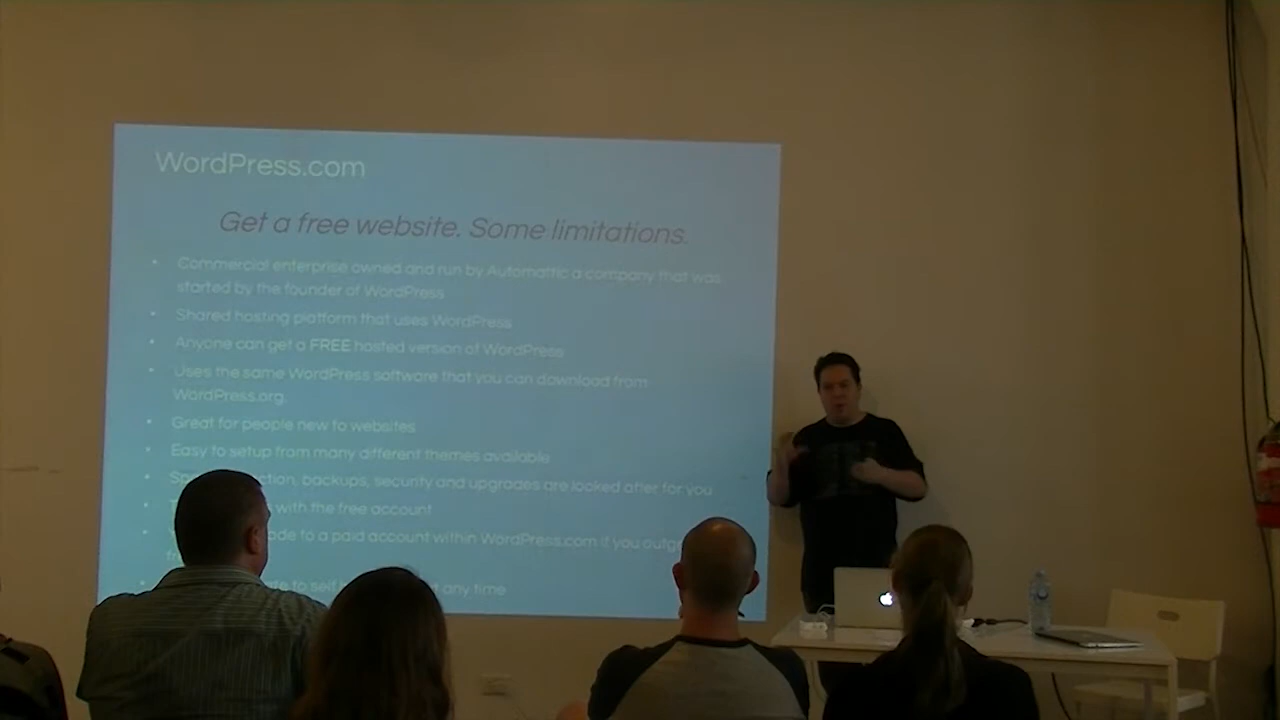 WordPress.com
Get a free website. Some limitations.
• Commercial enterprise owned and run by Automattic a company that was
started by the founder of WordPress
• Shared hosting platform that uses WordPress
• Anyone can get a FREE hosted version of WordPress
• Uses the same WordPress software that you can download from
WordPress.org.
• Great for people new to websites
• Easy to setup from many different themes available
• backups, security and upgrades are looked after for you
• with the free account
• to a paid account within WordPress.com if you
• to self at any time